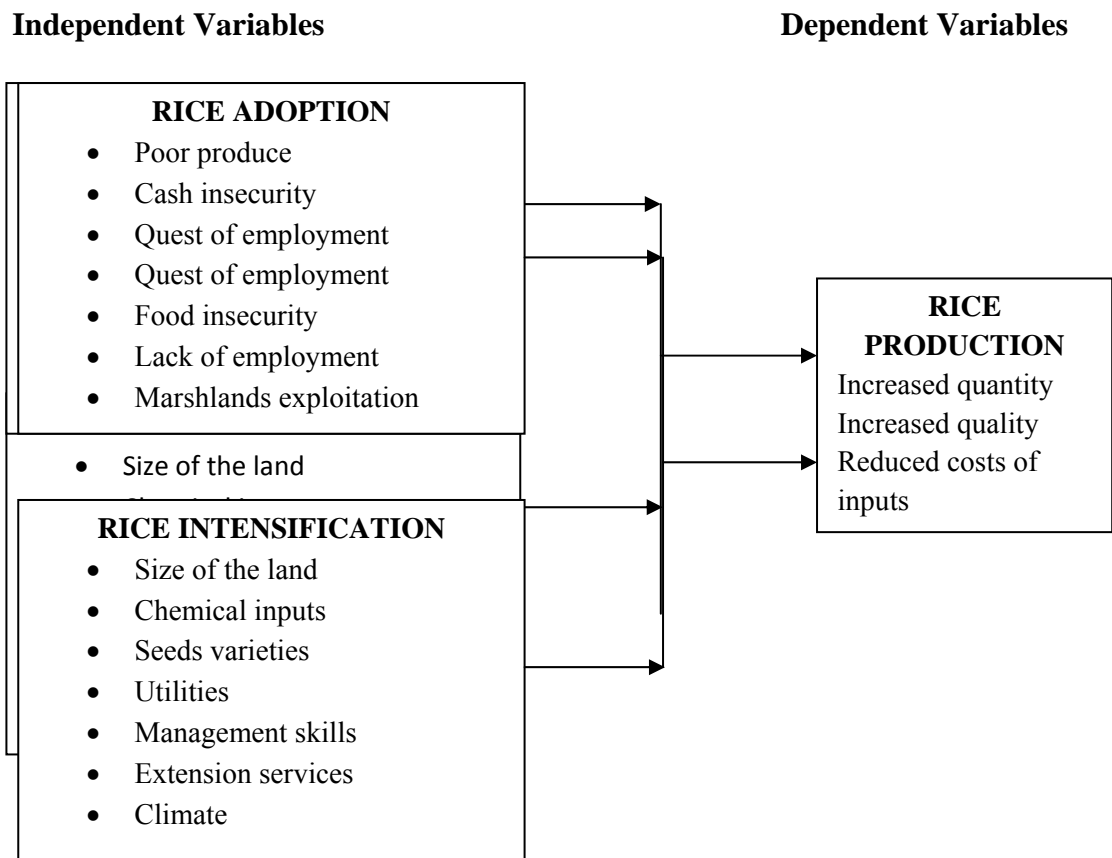 Independent Variables
Dependent Variables
RICE ADOPTION
• Poor produce
• Cash insecurity
• Quest of employment
• Quest of employment
• Food insecurity
• Lack of employment
• Marshlands exploitation
• Size of the land
RICE INTENSIFICATION
• Size of the land
• Chemical inputs
• Seeds varieties
• Utilities
• Management skills
• Extension services
• Climate
RICE
PRODUCTION
Increased quantity
Increased quality
Reduced costs of
inputs